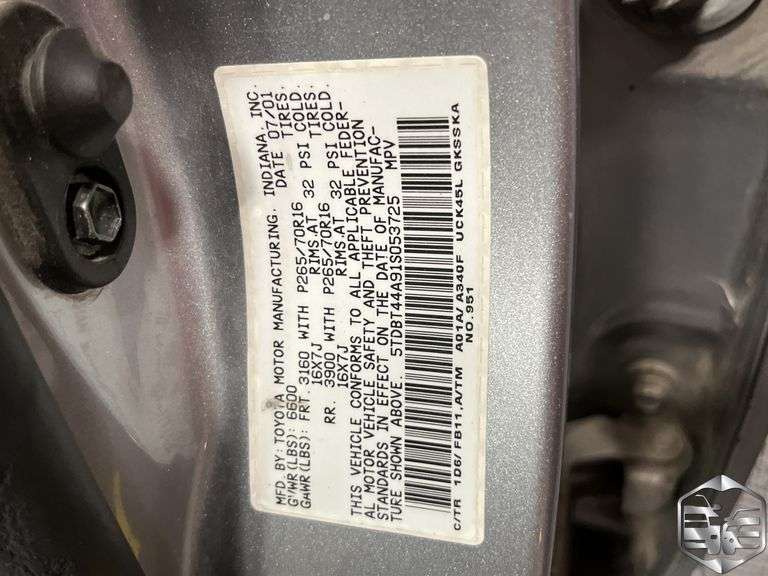 MFD. BY: TOYOTA MOTOR MANUFACTURING. INDIANA. INC.
DATE 07/01
GVWR(LBS): 6600
GAWR(LBS): FRT. 3160 WITH P265/70R16 TIRES.
16X7J RIMS.AT 32 PSI COLD.
RR. 3900 WITH P265/70R16 TIRES.
16X7J RIMS.AT 32 PSI COLD.
THIS VEHICLE CONFORMS TO ALL APPLICABLE FEDER-
AL MOTOR VEHICLE SAFETY AND THEFT PREVENTION
STANDARDS IN EFFECT ON THE DATE OF MANUFAC-
TURE SHOWN ABOVE. 5TDBT44A91S053725 MPV
C/TR 1D6/ FB11.A/TM A01A/ A340F UCK45L GKSSKA
NO.951